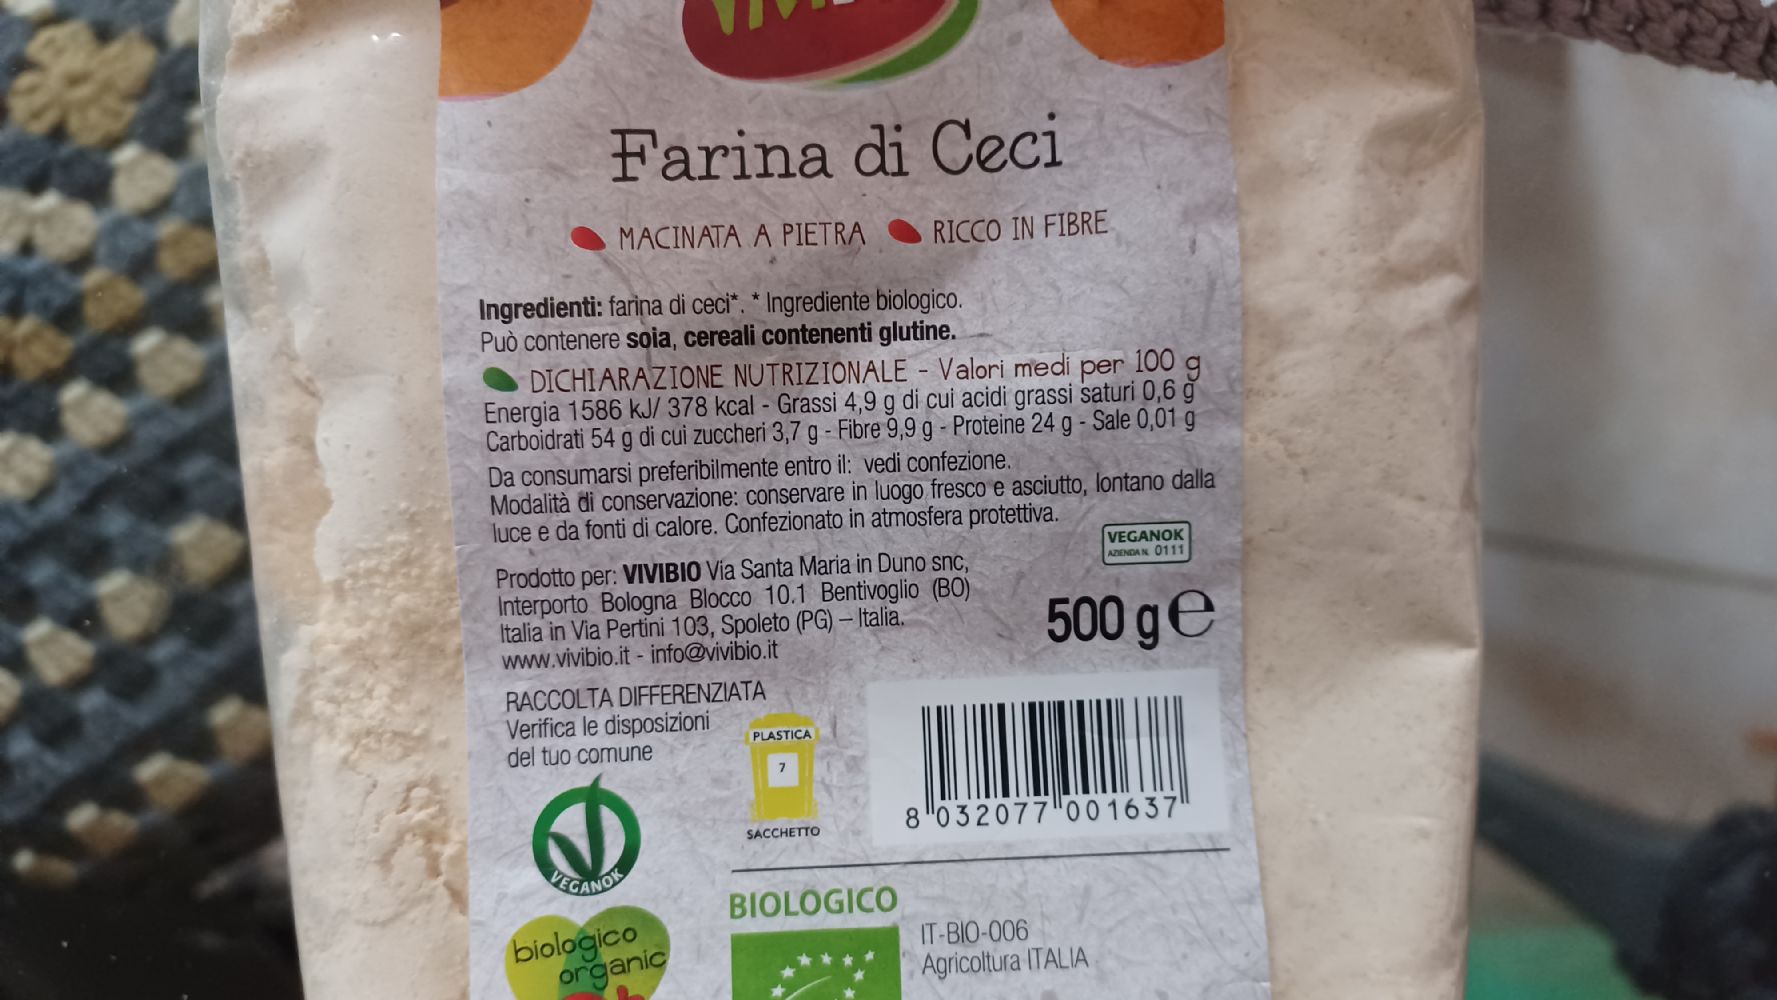 Farina di Ceci
MACINATA A PIETRA RICCO IN FIBRE
Ingredienti: farina di ceci*. * Ingrediente biologico.
Può contenere soia, cereali contenenti glutine.
DICHIARAZIONE NUTRIZIONALE - Valori medi per 100 g
Energia 1586 kJ/ 378 kcal - Grassi 4,9 g di cui acidi grassi saturi 0,6 g
Carboidrati 54 g di cui zuccheri 3,7 g - Fibre 9,9 g - Proteine 24 g - Sale 0,01 g
Da consumarsi preferibilmente entro il: vedi confezione.
Modalità di conservazione: conservare in luogo fresco e asciutto, lontano dalla
luce e da fonti di calore. Confezionato in atmosfera protettiva.
VEGANOK
AZIENDA N. 0111
Prodotto per: VIVIBIO Via Santa Maria in Duno snc,
Interporto Bologna Blocco 10.1 Bentivoglio (BO)
Italia in Via Pertini 103, Spoleto (PG) – Italia.
www.vivibio.it - info@vivibio.it
500 g e
RACCOLTA DIFFERENZIATA
Verifica le disposizioni
del tuo comune
PLASTICA
7
SACCHETTO
8 032077 001637
VEGANOK
BIOLOGICO
biologico
organic
IT-BIO-006
Agricoltura ITALIA